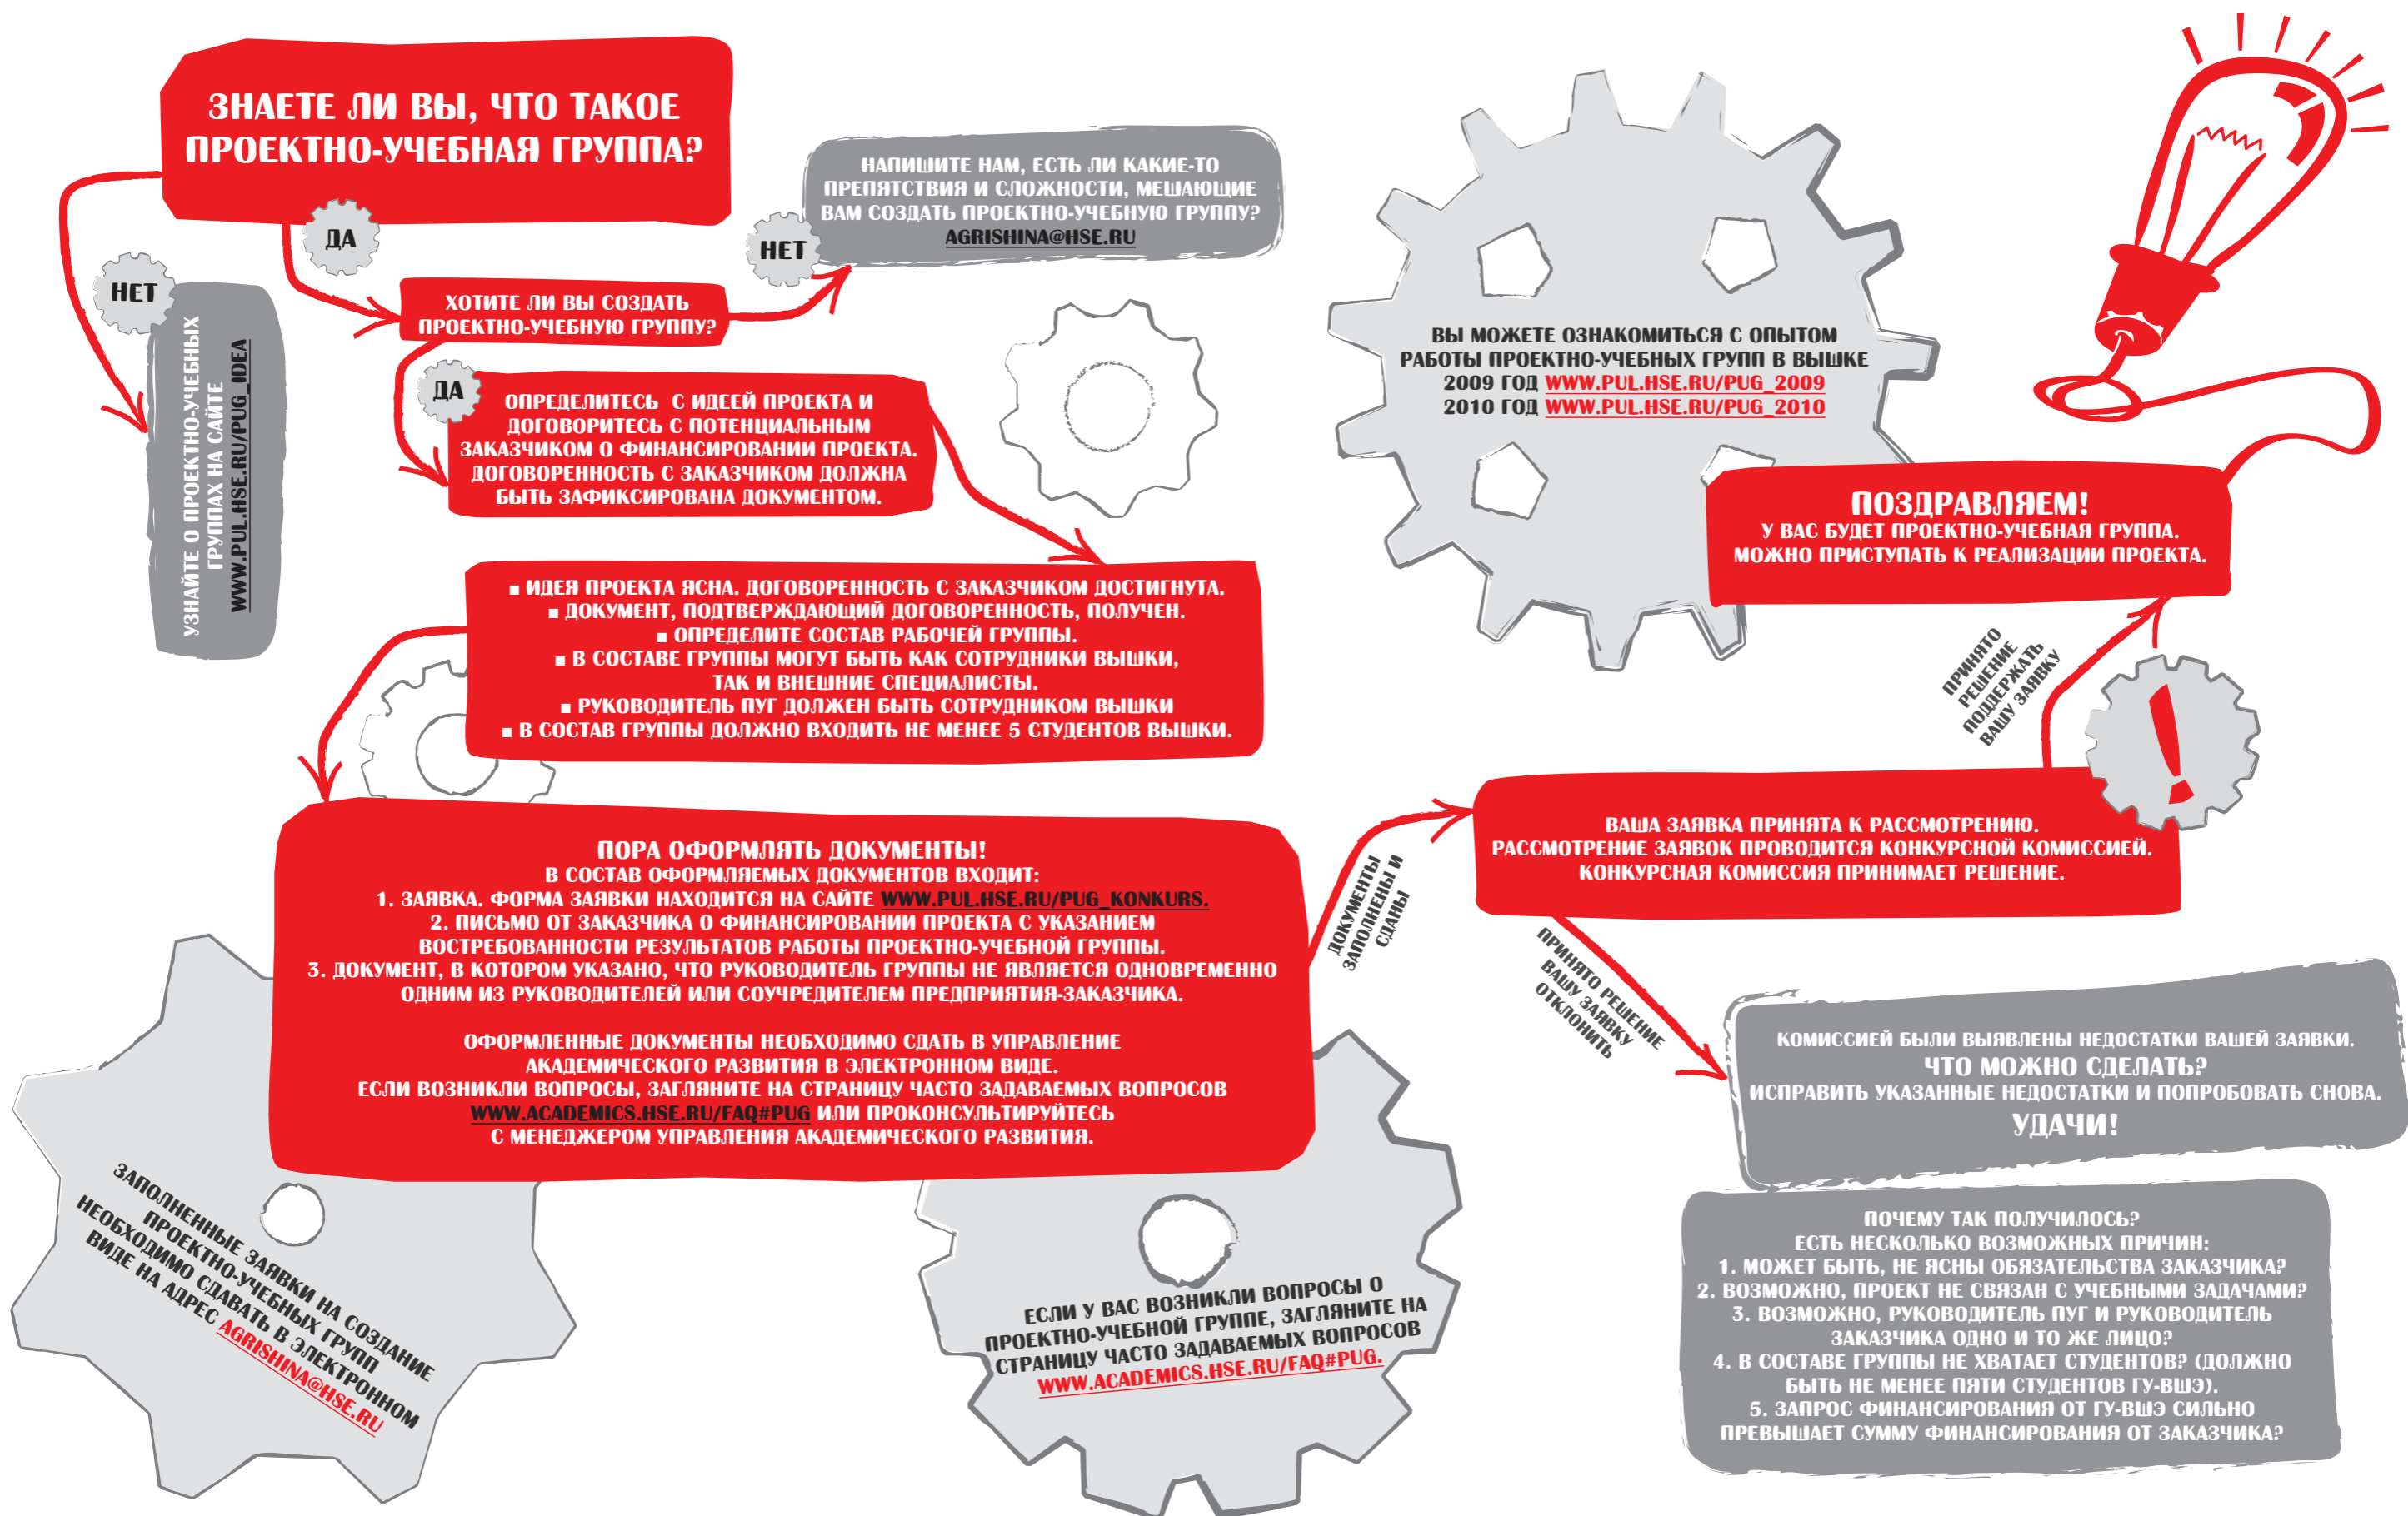 ЗНАЕТЕ ЛИ ВЫ, ЧТО ТАКОЕ
ПРОЕКТНО-УЧЕБНАЯ ГРУППА?
НЕТ
УЗНАЙТЕ О ПРОЕКТНО-УЧЕБНЫХ
ГРУППАХ НА САЙТЕ
WWW.PUL.HSE.RU/PUG_IDEA
ДА
ХОТИТЕ ЛИ ВЫ СОЗДАТЬ
ПРОЕКТНО-УЧЕБНУЮ ГРУППУ?
НЕТ
НАПИШИТЕ НАМ, ЕСТЬ ЛИ КАКИЕ-ТО
ПРЕПЯТСТВИЯ И СЛОЖНОСТИ, МЕШАЮЩИЕ
ВАМ СОЗДАТЬ ПРОЕКТНО-УЧЕБНУЮ ГРУППУ?
AGRISHINA@HSE.RU
ДА
ОПРЕДЕЛИТЕСЬ С ИДЕЕЙ ПРОЕКТА И
ДОГОВОРИТЕСЬ С ПОТЕНЦИАЛЬНЫМ
ЗАКАЗЧИКОМ О ФИНАНСИРОВАНИИ ПРОЕКТА.
ДОГОВОРЕННОСТЬ С ЗАКАЗЧИКОМ ДОЛЖНА
БЫТЬ ЗАФИКСИРОВАНА ДОКУМЕНТОМ.
▪ ИДЕЯ ПРОЕКТА ЯСНА. ДОГОВОРЕННОСТЬ С ЗАКАЗЧИКОМ ДОСТИГНУТА.
▪ ДОКУМЕНТ, ПОДТВЕРЖДАЮЩИЙ ДОГОВОРЕННОСТЬ, ПОЛУЧЕН.
▪ ОПРЕДЕЛИТЕ СОСТАВ РАБОЧЕЙ ГРУППЫ.
▪ В СОСТАВЕ ГРУППЫ МОГУТ БЫТЬ КАК СОТРУДНИКИ ВЫШКИ,
ТАК И ВНЕШНИЕ СПЕЦИАЛИСТЫ.
▪ РУКОВОДИТЕЛЬ ПУГ ДОЛЖЕН БЫТЬ СОТРУДНИКОМ ВЫШКИ
▪ В СОСТАВ ГРУППЫ ДОЛЖНО ВХОДИТЬ НЕ МЕНЕЕ 5 СТУДЕНТОВ ВЫШКИ.
ПОРА ОФОРМЛЯТЬ ДОКУМЕНТЫ!
В СОСТАВ ОФОРМЛЯЕМЫХ ДОКУМЕНТОВ ВХОДИТ:
1. ЗАЯВКА. ФОРМА ЗАЯВКИ НАХОДИТСЯ НА САЙТЕ WWW.PUL.HSE.RU/PUG_KONKURS.
2. ПИСЬМО ОТ ЗАКАЗЧИКА О ФИНАНСИРОВАНИИ ПРОЕКТА С УКАЗАНИЕМ
ВОСТРЕБОВАННОСТИ РЕЗУЛЬТАТОВ РАБОТЫ ПРОЕКТНО-УЧЕБНОЙ ГРУППЫ.
3. ДОКУМЕНТ, В КОТОРОМ УКАЗАНО, ЧТО РУКОВОДИТЕЛЬ ГРУППЫ НЕ ЯВЛЯЕТСЯ ОДНОВРЕМЕННО
ОДНИМ ИЗ РУКОВОДИТЕЛЕЙ ИЛИ СОУЧРЕДИТЕЛЕМ ПРЕДПРИЯТИЯ-ЗАКАЗЧИКА.
ОФОРМЛЕННЫЕ ДОКУМЕНТЫ НЕОБХОДИМО СДАТЬ В УПРАВЛЕНИЕ
АКАДЕМИЧЕСКОГО РАЗВИТИЯ В ЭЛЕКТРОННОМ ВИДЕ.
ЕСЛИ ВОЗНИКЛИ ВОПРОСЫ, ЗАГЛЯНИТЕ НА СТРАНИЦУ ЧАСТО ЗАДАВАЕМЫХ ВОПРОСОВ
WWW.ACADEMICS.HSE.RU/FAQ#PUG ИЛИ ПРОКОНСУЛЬТИРУЙТЕСЬ
С МЕНЕДЖЕРОМ УПРАВЛЕНИЯ АКАДЕМИЧЕСКОГО РАЗВИТИЯ.
ЗАПОЛНЕННЫЕ ЗАЯВКИ НА СОЗДАНИЕ
ПРОЕКТНО-УЧЕБНЫХ ГРУПП
НЕОБХОДИМО СДАВАТЬ В ЭЛЕКТРОННОМ
ВИДЕ НА АДРЕС AGRISHINA@HSE.RU
ЕСЛИ У ВАС ВОЗНИКЛИ ВОПРОСЫ О
ПРОЕКТНО-УЧЕБНОЙ ГРУППЕ, ЗАГЛЯНИТЕ НА
СТРАНИЦУ ЧАСТО ЗАДАВАЕМЫХ ВОПРОСОВ
WWW.ACADEMICS.HSE.RU/FAQ#PUG.
ВЫ МОЖЕТЕ ОЗНАКОМИТЬСЯ С ОПЫТОМ
РАБОТЫ ПРОЕКТНО-УЧЕБНЫХ ГРУПП В ВЫШКЕ
2009 ГОД WWW.PUL.HSE.RU/PUG_2009
2010 ГОД WWW.PUL.HSE.RU/PUG_2010
ДОКУМЕНТЫ
ЗАПОЛНЕНЫ И
СДАНЫ
ВАША ЗАЯВКА ПРИНЯТА К РАССМОТРЕНИЮ.
РАССМОТРЕНИЕ ЗАЯВОК ПРОВОДИТСЯ КОНКУРСНОЙ КОМИССИЕЙ.
КОНКУРСНАЯ КОМИССИЯ ПРИНИМАЕТ РЕШЕНИЕ.
!
ПРИНЯТО
РЕШЕНИЕ
ПОДДЕРЖАТЬ
ВАШУ ЗАЯВКУ
ПОЗДРАВЛЯЕМ!
У ВАС БУДЕТ ПРОЕКТНО-УЧЕБНАЯ ГРУППА.
МОЖНО ПРИСТУПАТЬ К РЕАЛИЗАЦИИ ПРОЕКТА.
ПРИНЯТО РЕШЕНИЕ
ВАШУ ЗАЯВКУ
ОТКЛОНИТЬ
КОМИССИЕЙ БЫЛИ ВЫЯВЛЕНЫ НЕДОСТАТКИ ВАШЕЙ ЗАЯВКИ.
ЧТО МОЖНО СДЕЛАТЬ?
ИСПРАВИТЬ УКАЗАННЫЕ НЕДОСТАТКИ И ПОПРОБОВАТЬ СНОВА.
УДАЧИ!
ПОЧЕМУ ТАК ПОЛУЧИЛОСЬ?
ЕСТЬ НЕСКОЛЬКО ВОЗМОЖНЫХ ПРИЧИН:
1. МОЖЕТ БЫТЬ, НЕ ЯСНЫ ОБЯЗАТЕЛЬСТВА ЗАКАЗЧИКА?
2. ВОЗМОЖНО, ПРОЕКТ НЕ СВЯЗАН С УЧЕБНЫМИ ЗАДАЧАМИ?
3. ВОЗМОЖНО, РУКОВОДИТЕЛЬ ПУГ И РУКОВОДИТЕЛЬ
ЗАКАЗЧИКА ОДНО И ТО ЖЕ ЛИЦО?
4. В СОСТАВЕ ГРУППЫ НЕ ХВАТАЕТ СТУДЕНТОВ? (ДОЛЖНО
БЫТЬ НЕ МЕНЕЕ ПЯТИ СТУДЕНТОВ ГУ-ВШЭ).
5. ЗАПРОС ФИНАНСИРОВАНИЯ ОТ ГУ-ВШЭ СИЛЬНО
ПРЕВЫШАЕТ СУММУ ФИНАНСИРОВАНИЯ ОТ ЗАКАЗЧИКА?